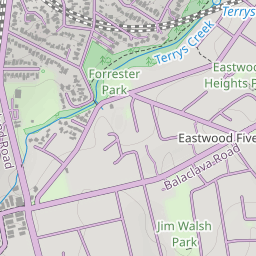 Terrys
Terrys Creek
Forrester
Park
Eastwood
Heights
Eastwood Five
Balaclava Road
Road
Jim Walsh
Park